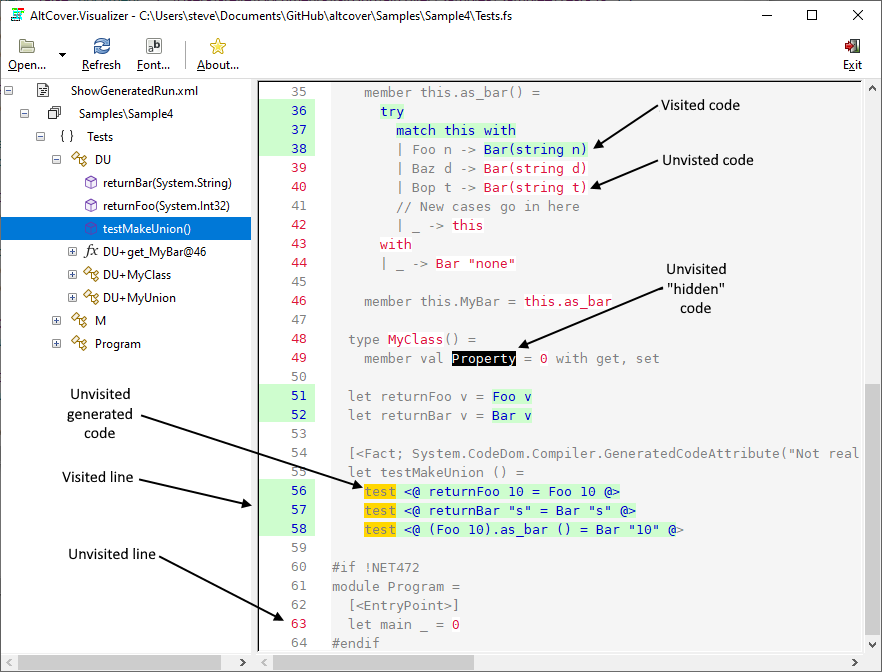 AltCover.Visualizer - C:\Users\steve\Documents\GitHub\altcover\Samples\Sample4\Tests.fs
Open... Refresh Font... About... Exit
ShowGeneratedRun.xml
Samples\Sample4
{ } Tests
DU
returnBar(System.String)
returnFoo(System.Int32)
testMakeUnion()
fx DU+get_MyBar@46
DU+MyClass
DU+MyUnion
M
Program
35 member this.as_bar() =
36 try
37 match this with
38 | Foo n -> Bar(string n)
39 | Baz d -> Bar(string d)
40 | Bop t -> Bar(string t)
41 // New cases go in here
42 | _ -> this
43 with
44 | _ -> Bar "none"
45
46 member this.MyBar = this.as_bar
47
48 type MyClass() =
49 member val Property = 0 with get, set
50
51 let returnFoo v = Foo v
52 let returnBar v = Bar v
53
54 [<Fact; System.CodeDom.Compiler.GeneratedCodeAttribute("Not real
55 let testMakeUnion () =
56 test <@ returnFoo 10 = Foo 10 @>
57 test <@ returnBar "s" = Bar "s" @>
58 test <@ (Foo 10).as_bar () = Bar "10" @>
59
60 #if !NET472
61 module Program =
62 [<EntryPoint>]
63 let main _ = 0
64 #endif
Visited code
Unvisted code
Unvisited
"hidden"
code
Unvisited
generated
code
Visited line
Unvisited line